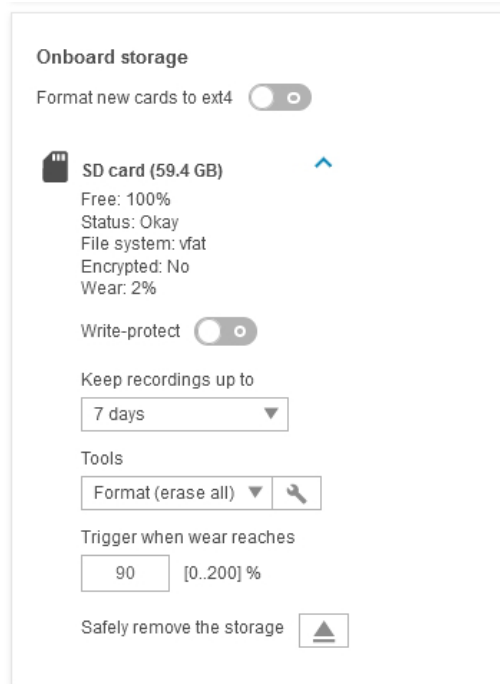 Onboard storage
Format new cards to ext4
SD card (59.4 GB)
Free: 100%
Status: Okay
File system: vfat
Encrypted: No
Wear: 2%
Write-protect
Keep recordings up to
7 days
Tools
Format (erase all)
Trigger when wear reaches
90 [0..200] %
Safely remove the storage